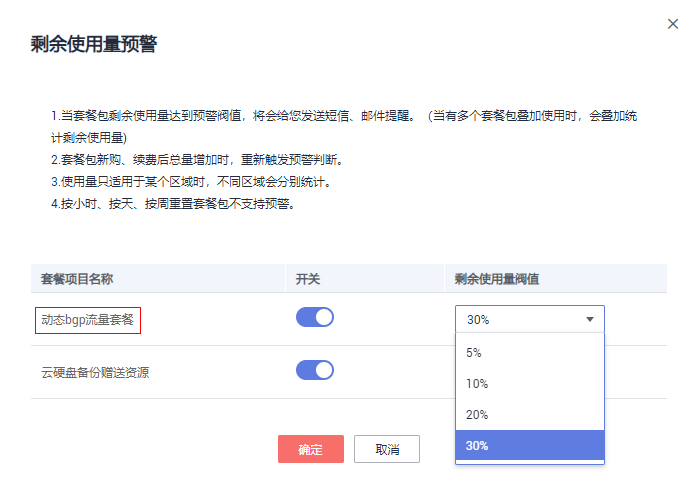 剩余使用量预警
1.当套餐包剩余使用量达到预警阀值，将会给您发送短信、邮件提醒。（当有多个套餐包叠加使用时，会叠加统
计剩余使用量)
2.套餐包新购、续费后总量增加时，重新触发预警判断。
3.使用量只适用于某个区域时，不同区域会分别统计。
4.按小时、按天、按周重置套餐包不支持预警。
套餐项目名称 开关 剩余使用量阀值
动态bgp流量套餐 30%
5%
云硬盘备份赠送资源
10%
20%
30%
确定 取消